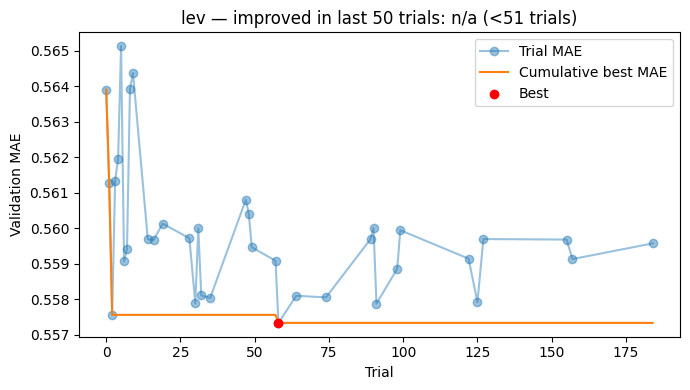 lev — improved in last 50 trials: n/a (<51 trials)
Trial MAE
Cumulative best MAE
Best
Validation MAE
0.565
0.564
0.563
0.562
0.561
0.560
0.559
0.558
0.557
0 25 50 75 100 125 150 175
Trial